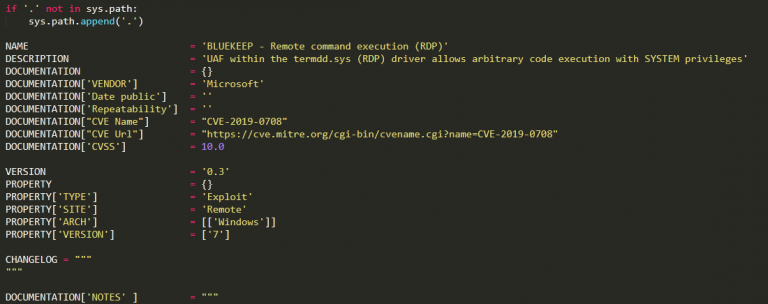 if '.' not in sys.path:
    sys.path.append('.')

NAME                         = 'BLUEKEEP - Remote command execution (RDP)'
DESCRIPTION                  = 'UAF within the termdd.sys (RDP) driver allows arbitrary code execution with SYSTEM privileges'
DOCUMENTATION                = {}
DOCUMENTATION['VENDOR']      = 'Microsoft'
DOCUMENTATION['Date public'] = ''
DOCUMENTATION['Repeatability'] = ''
DOCUMENTATION["CVE Name"]    = "CVE-2019-0708"
DOCUMENTATION["CVE Url"]     = "https://cve.mitre.org/cgi-bin/cvename.cgi?name=CVE-2019-0708"
DOCUMENTATION['CVSS']        = 10.0

VERSION                      = '0.3'
PROPERTY                     = {}
PROPERTY['TYPE']             = 'Exploit'
PROPERTY['SITE']             = 'Remote'
PROPERTY['ARCH']             = [['Windows']]
PROPERTY['VERSION']          = ['7']

CHANGELOG = """
"""

DOCUMENTATION['NOTES' ]      = """